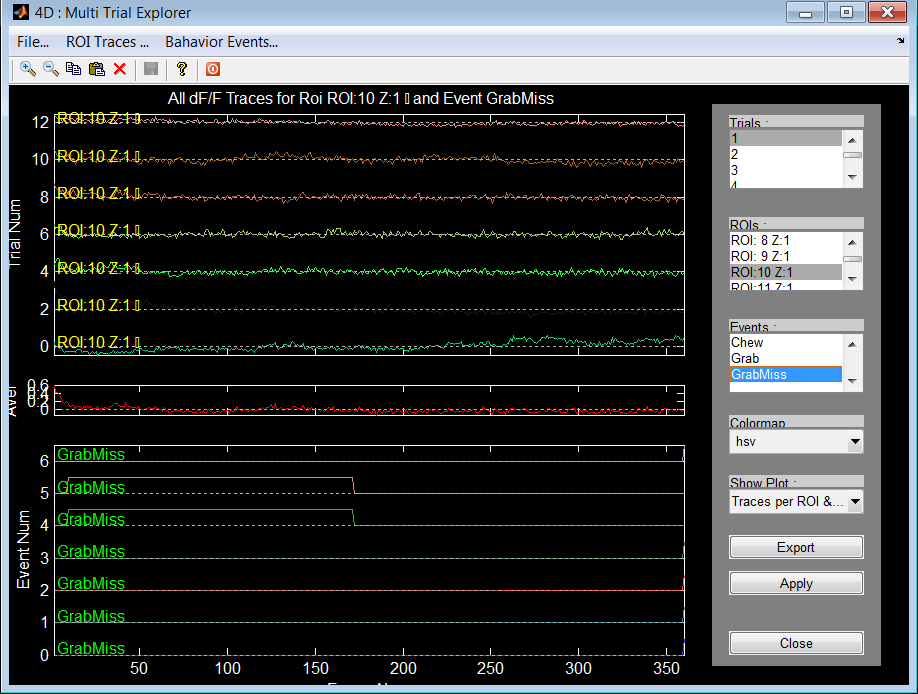 4D : Multi Trial Explorer
File... ROI Traces ... Bahavior Events...
All dF/F Traces for Roi ROI:10 Z:1 and Event GrabMiss
12 ROI:10 Z:1
10 ROI:10 Z:1
8 ROI:10 Z:1
6 ROI:10 Z:1
4 ROI:10 Z:1
2 ROI:10 Z:1
0 ROI:10 Z:1
Trial Num
0.6
0.4
0.2
0
Aver
6 GrabMiss
5 GrabMiss
4 GrabMiss
3 GrabMiss
2 GrabMiss
1 GrabMiss
0 GrabMiss
Event Num
50 100 150 200 250 300 350
Trials :
1
2
3
4
ROIs :
ROI: 8 Z:1
ROI: 9 Z:1
ROI:10 Z:1
ROI:11 Z:1
Events :
Chew
Grab
GrabMiss
Colormap
hsv
Show Plot :
Traces per ROI &...
Export
Apply
Close